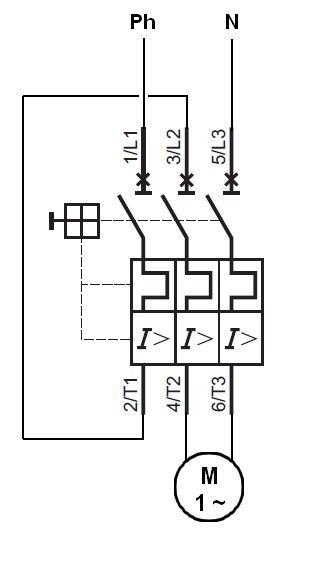 Ph N
1/L1 3/L2 5/L3
I> I> I>
2/T1 4/T2 6/T3
M
1 ~